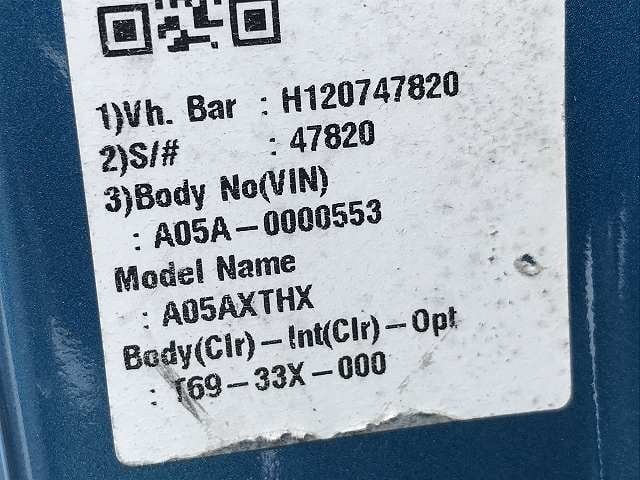 1)Vh. Bar : H120747820
2)S/# : 47820
3)Body No(VIN)
: A05A-0000553
Model Name
: A05AXTHX
Body(Clr)-Int(Clr)-Opt
: T69-33X-000